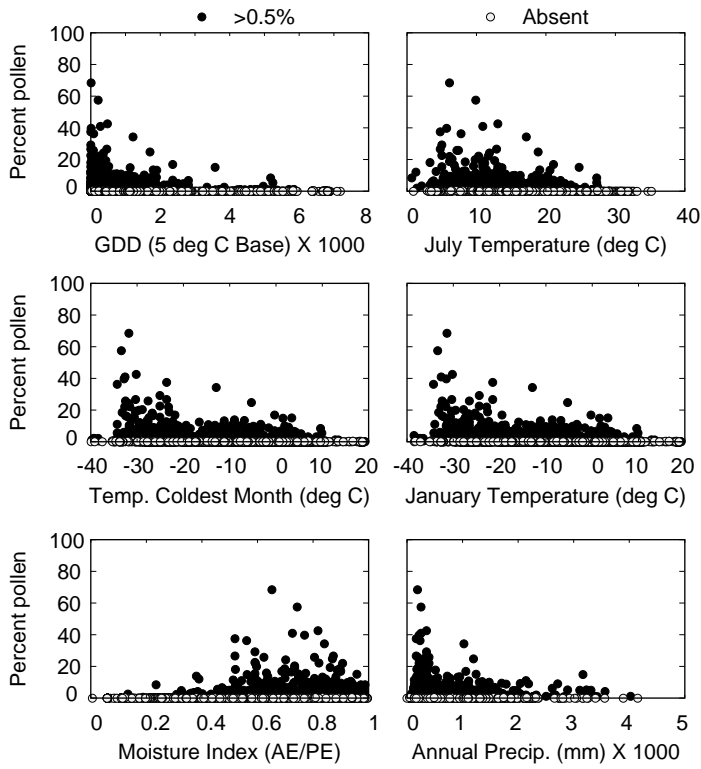 >0.5% Absent
Percent pollen
100
80
60
40
20
0
0 2 4 6 8
GDD (5 deg C Base) X 1000
0 10 20 30 40
July Temperature (deg C)
Percent pollen
100
80
60
40
20
0
-40 -30 -20 -10 0 10 20
Temp. Coldest Month (deg C)
-40 -30 -20 -10 0 10 20
January Temperature (deg C)
Percent pollen
100
80
60
40
20
0
0 0.2 0.4 0.6 0.8 1
Moisture Index (AE/PE)
0 1 2 3 4 5
Annual Precip. (mm) X 1000